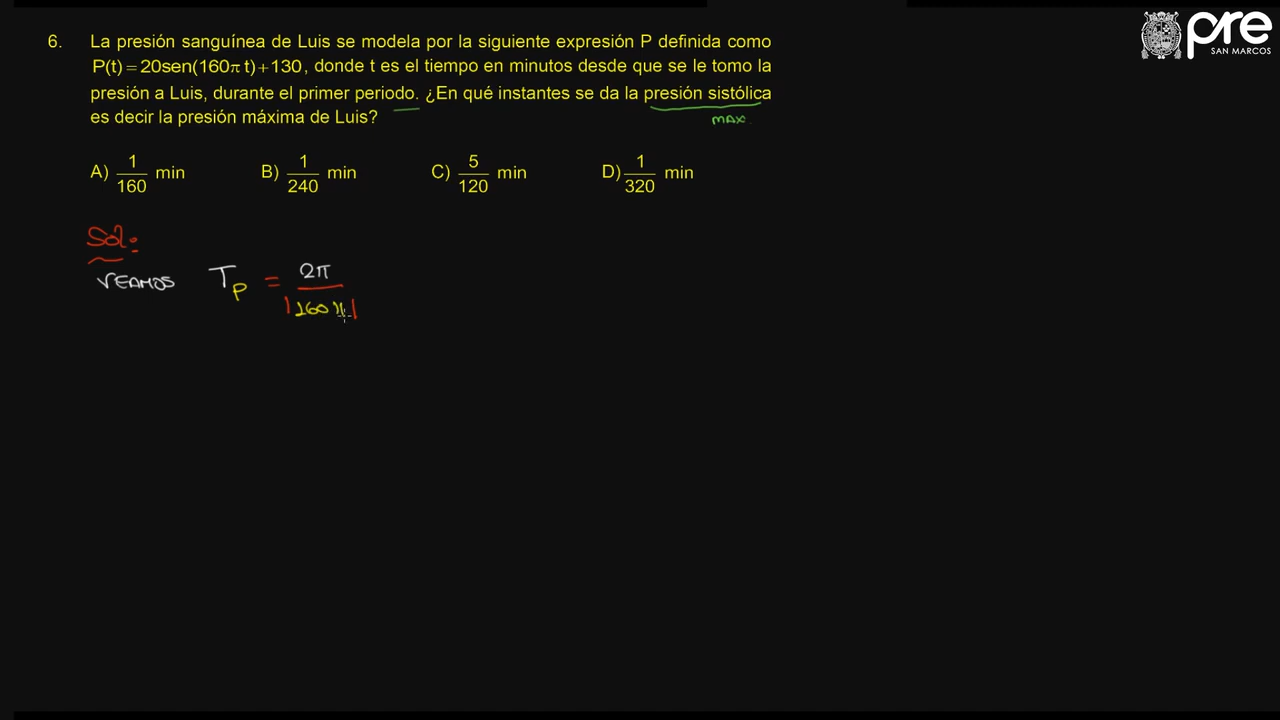 pre
SAN MARCOS
6. La presión sanguínea de Luis se modela por la siguiente expresión P definida como
P(t)=20sen(160π t)+130, donde t es el tiempo en minutos desde que se le tomo la
presión a Luis, durante el primer periodo. ¿En qué instantes se da la presión sistólica
es decir la presión máxima de Luis?
MAX.
A) 1/160 min B) 1/240 min C) 5/120 min D) 1/320 min
Sol:
VEAMOS T_P = 2π/|160π|